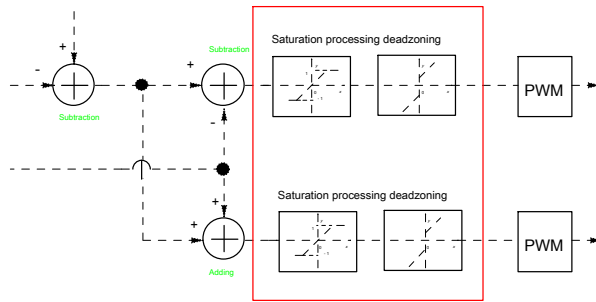 Saturation processing deadzoning
+
Subtraction
-
+
PWM
Subtraction
-
Saturation processing deadzoning
+
+
PWM
Adding